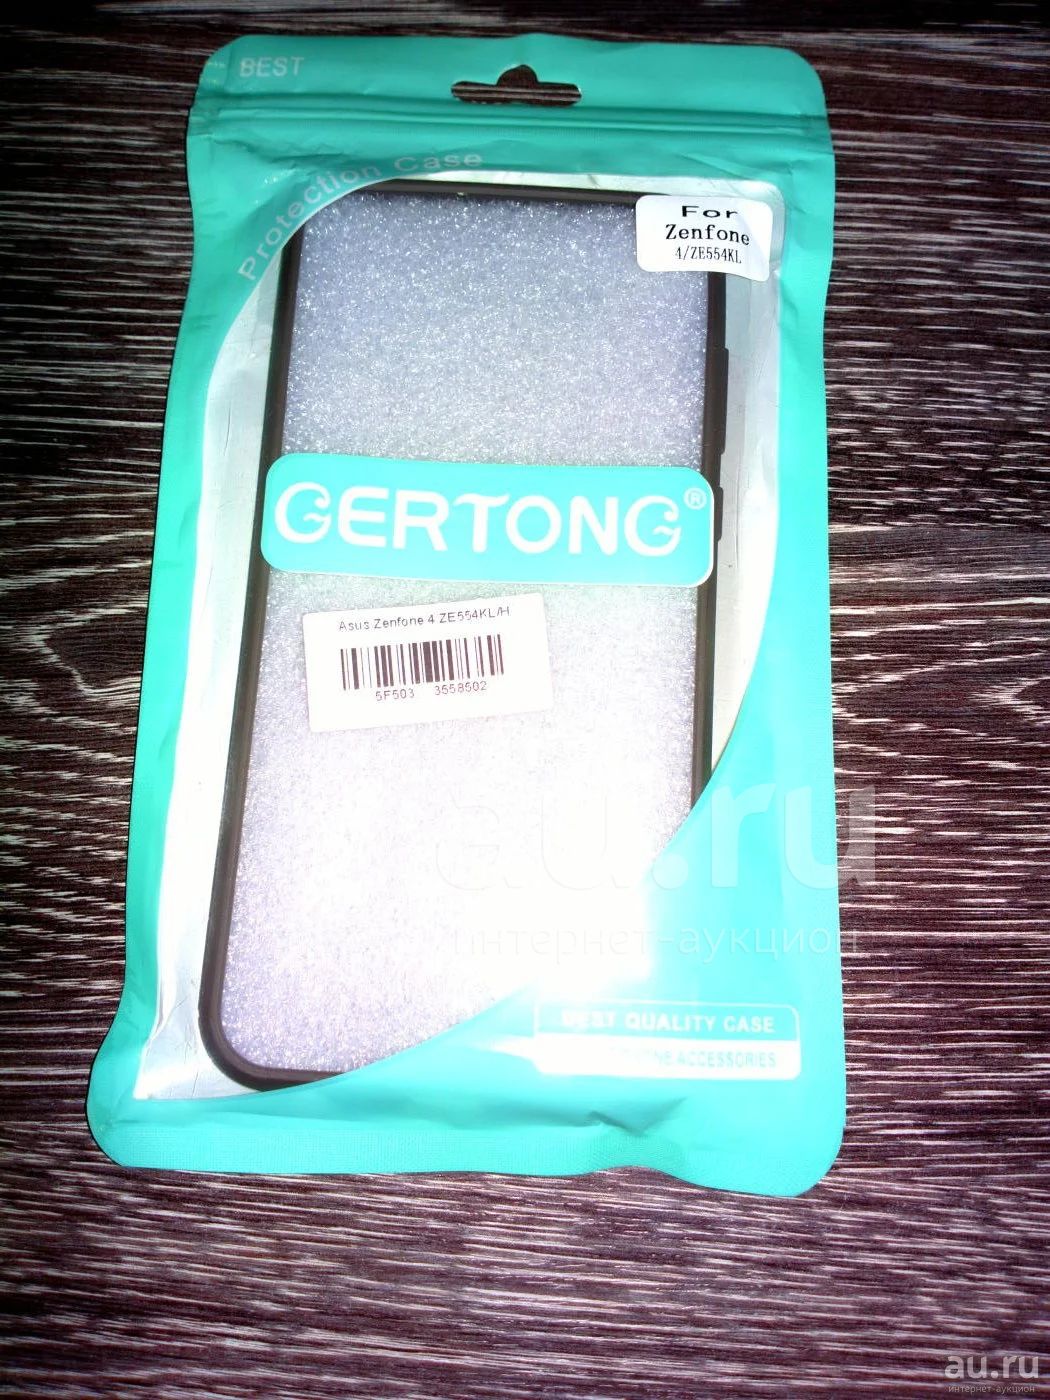 BEST
Protection Case
For
Zenfone
4/ZE554KL
GERTONG®
Asus Zenfone 4 ZE554KL/H
5F503 3558502
au.ru
интернет-аукцион
BEST QUALITY CASE
ACCESSORIES
au.ru
интернет-аукцион